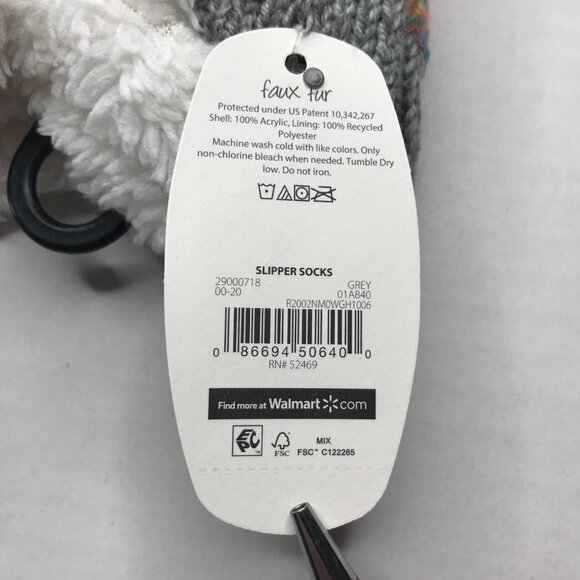 faux fur
Protected under US Patent 10,342,267
Shell: 100% Acrylic, Lining: 100% Recycled
Polyester
Machine wash cold with like colors. Only
non-chlorine bleach when needed. Tumble Dry
low. Do not iron.
SLIPPER SOCKS
29000718 GREY
00-20 01A840
R2002NM0WGH1006
0 86694 50640 0
RN# 52469
Find more at Walmart.com
EPC™
FSC
MIX
FSC™ C122265